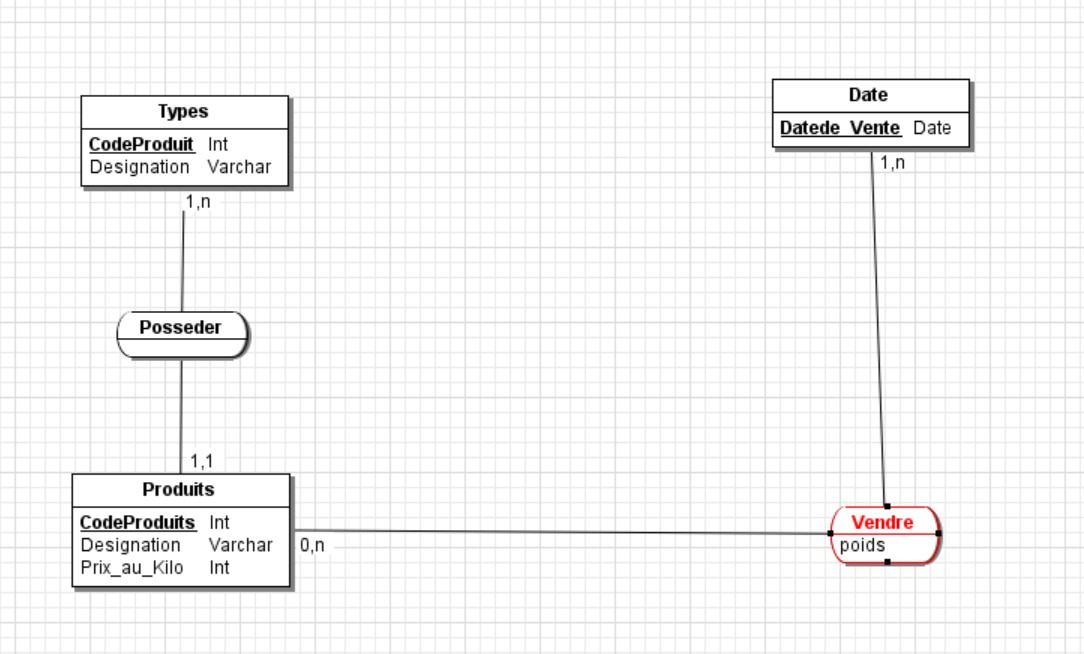 Types
CodeProduit Int
Designation Varchar
1,n
Posseder
1,1
Produits
CodeProduits Int
Designation Varchar
Prix_au_Kilo Int
0,n
Date
Datede_Vente Date
1,n
Vendre
poids